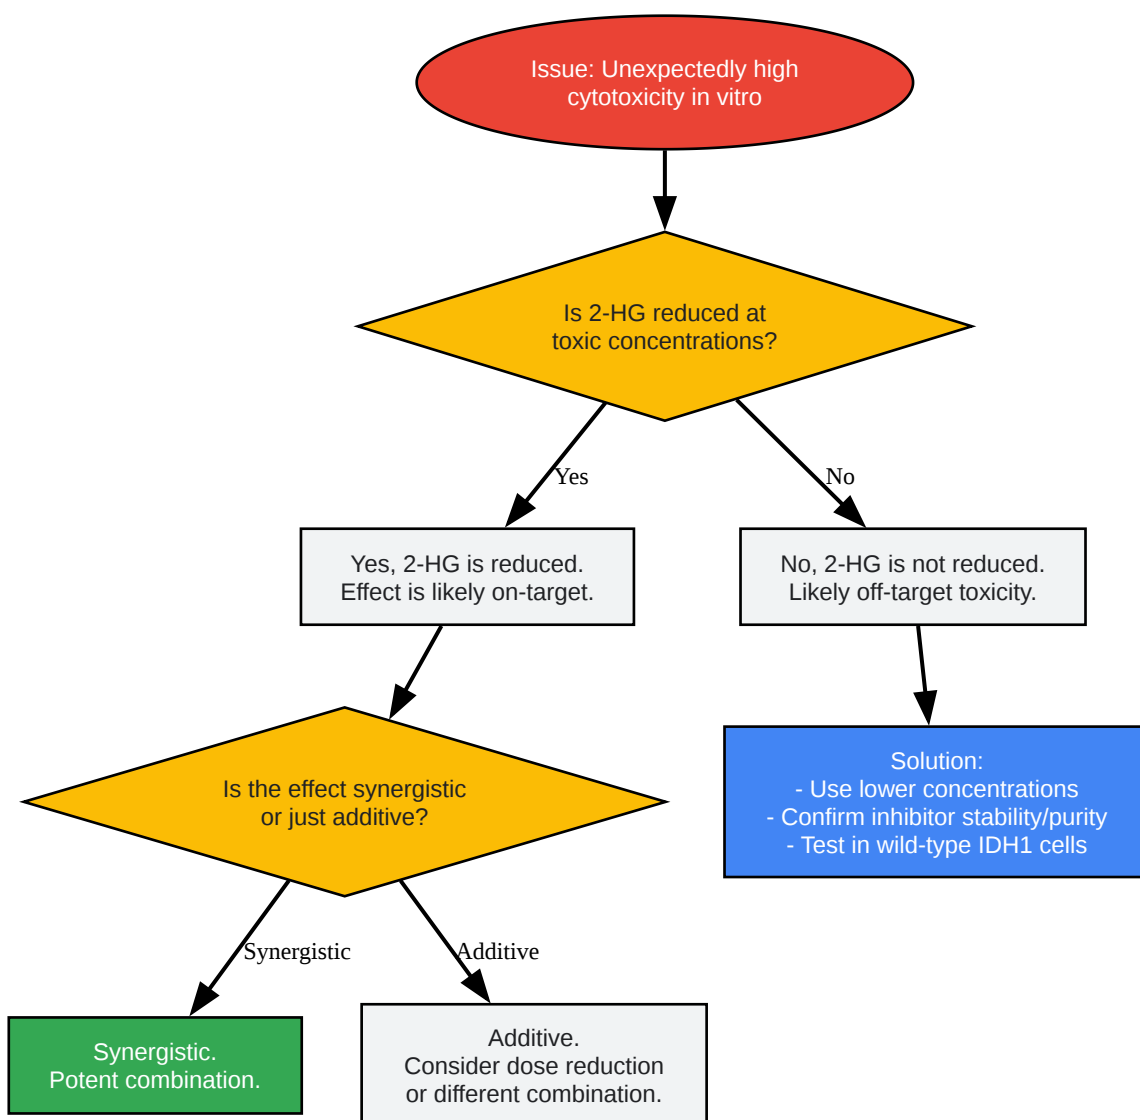 Issue: Unexpectedly high
cytotoxicity in vitro
Is 2-HG reduced at
toxic concentrations?
Yes
No
Yes, 2-HG is reduced.
Effect is likely on-target.
No, 2-HG is not reduced.
Likely off-target toxicity.
Is the effect synergistic
or just additive?
Solution:
- Use lower concentrations
- Confirm inhibitor stability/purity
- Test in wild-type IDH1 cells
Synergistic
Additive
Synergistic.
Potent combination.
Additive.
Consider dose reduction
or different combination.